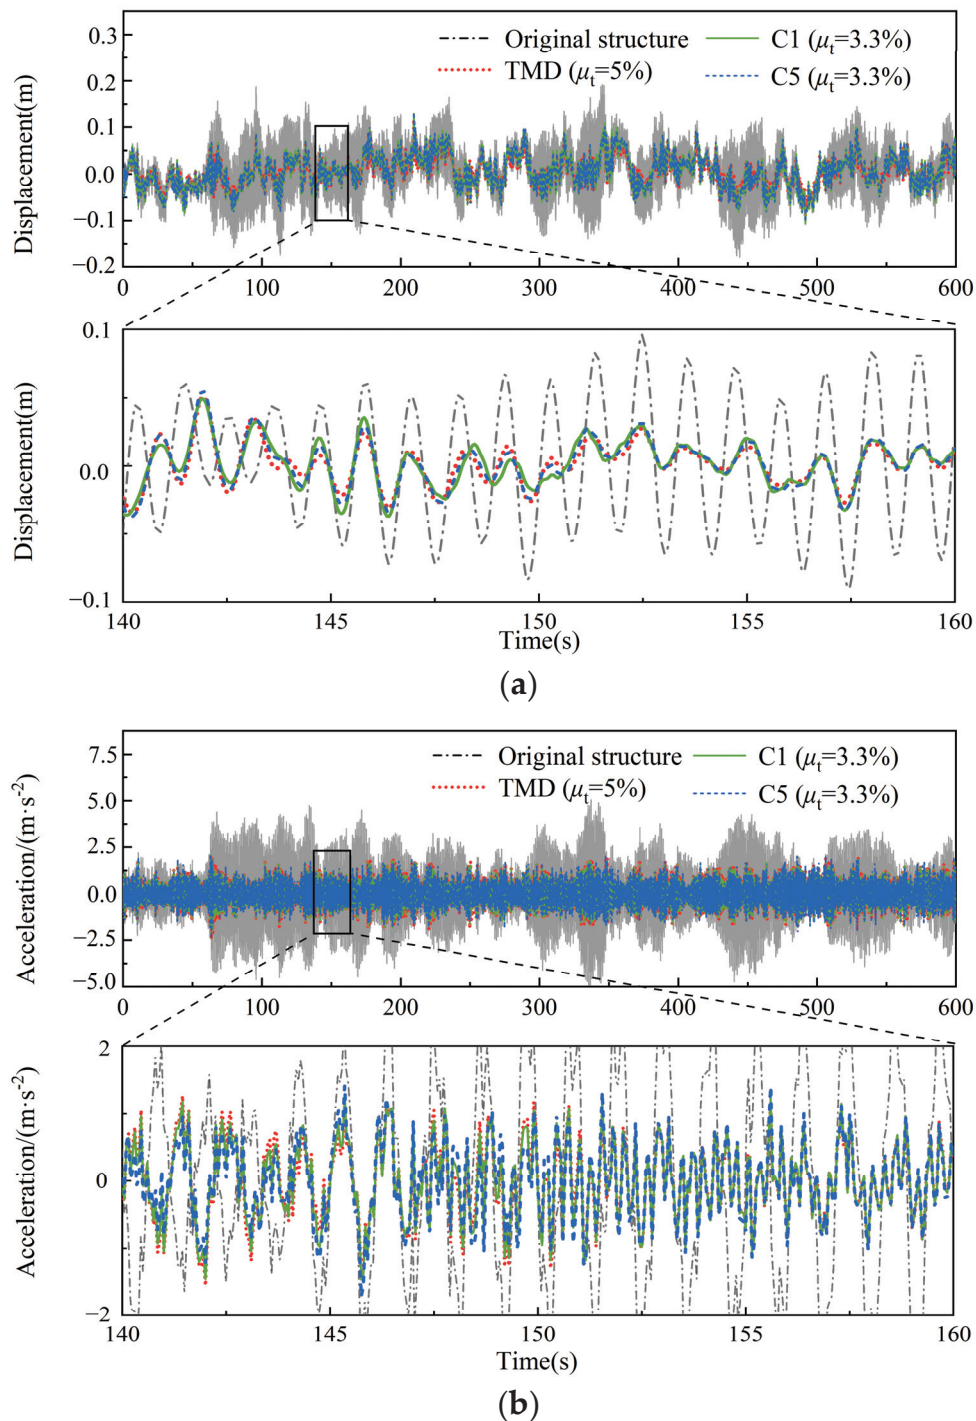 Original structure
TMD (μt=5%)
C1 (μt=3.3%)
C5 (μt=3.3%)
Displacement(m)
0.3
0.2
0.1
0.0
−0.1
−0.2
0 100 200 300 400 500 600
Displacement(m)
0.1
0.0
−0.1
140 145 150 155 160
Time(s)
(a)
Original structure
TMD (μt=5%)
C1 (μt=3.3%)
C5 (μt=3.3%)
Acceleration/(m·s-2)
7.5
5.0
2.5
0.0
−2.5
−5.0
0 100 200 300 400 500 600
Acceleration/(m·s-2)
2
0
−2
140 145 150 155 160
Time(s)
(b)